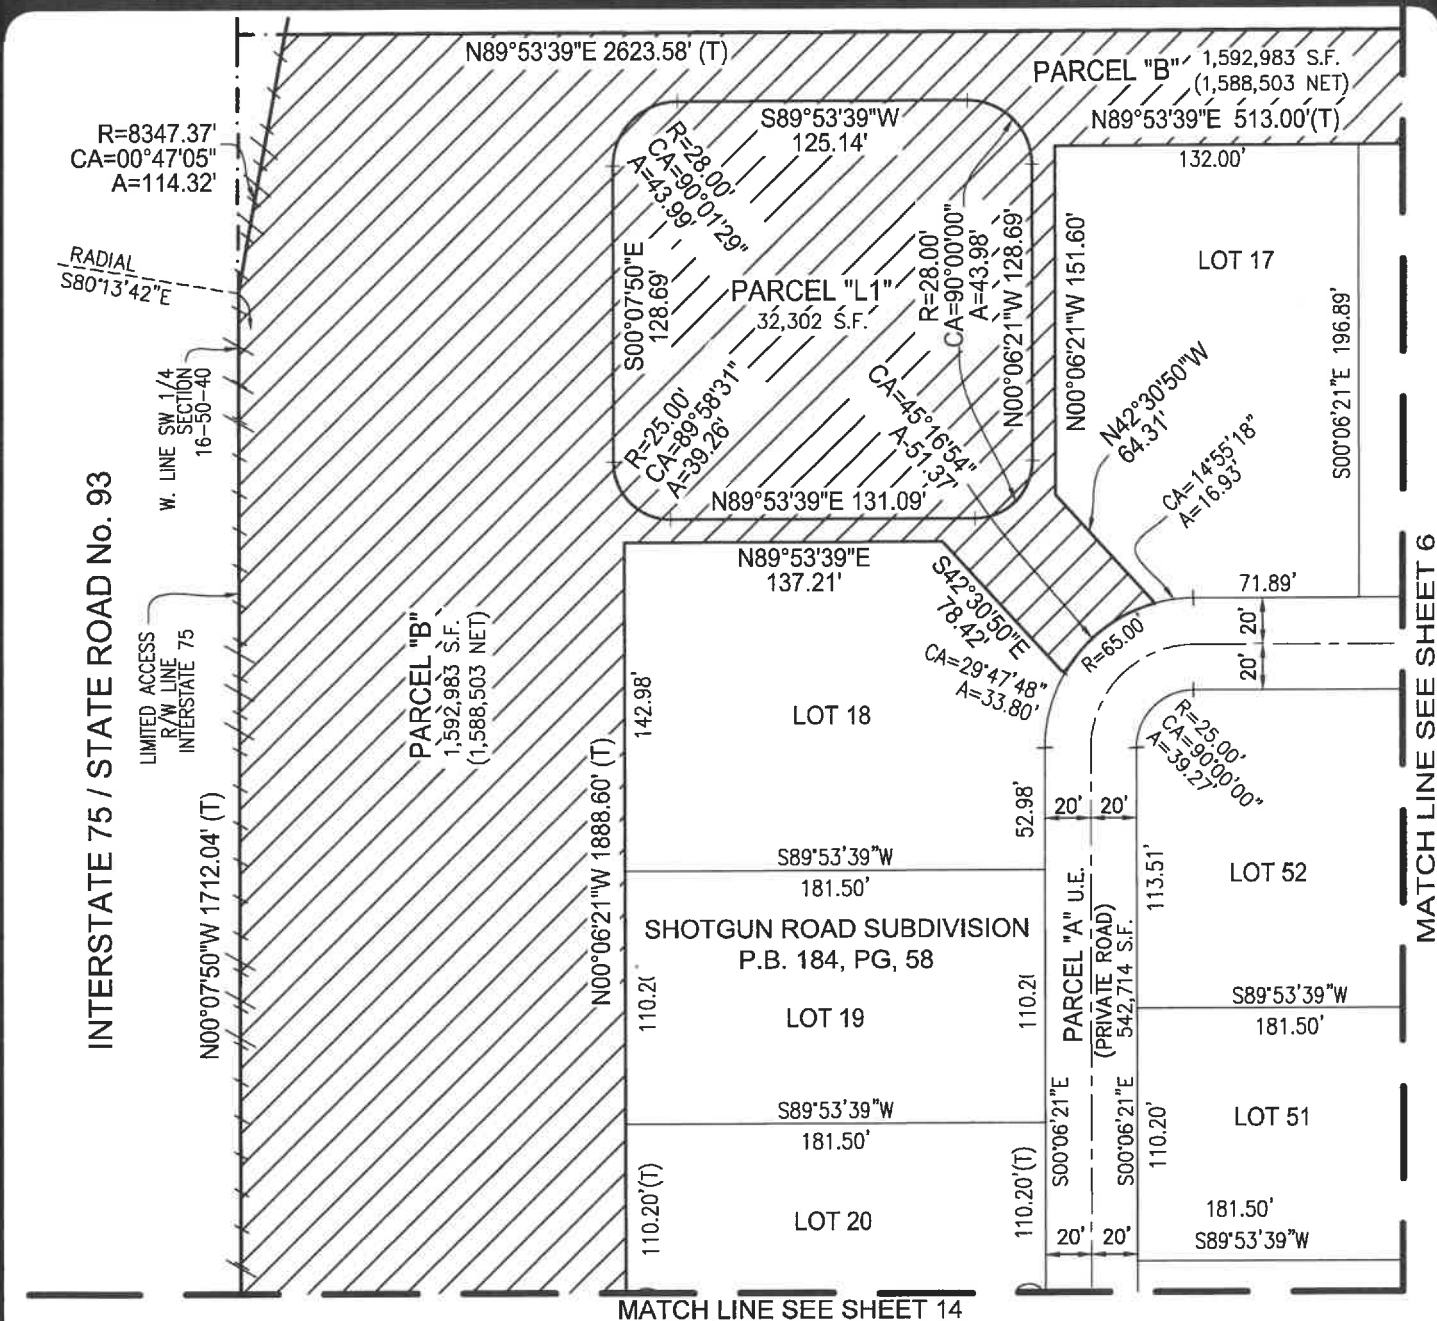 N89°53'39"E 2623.58' (T)
PARCEL "B" 1,592,983 S.F.
(1,588,503 NET)
N89°53'39"E 513.00'(T)
132.00'
R=8347.37'
CA=00°47'05"
A=114.32'
RADIAL
S80°13'42"E
S89°53'39"W
125.14'
R=28.00'
CA=90°01'29"
A=43.99'
S00°07'50"E
128.69'
PARCEL "L1"
32,302 S.F.
R=28.00'
CA=90°00'00"
A=43.98'
N00°06'21"W 128.69'
N00°06'21"W 151.60'
LOT 17
S00°06'21"E 196.89'
R=25.00'
CA=89°58'31"
A=39.26'
CA=45°16'54"
A-51.37'
N89°53'39"E 131.09'
N42°30'50"W
64.31'
CA=14°55'18"
A=16.93'
W. LINE SW 1/4
SECTION
16-50-40
INTERSTATE 75 / STATE ROAD No. 93
LIMITED ACCESS
R/W LINE
INTERSTATE 75
N00°07'50"W 1712.04' (T)
PARCEL "B"
1,592,983 S.F.
(1,588,503 NET)
N89°53'39"E
137.21'
S42°30'50"E
78.42'
CA=29°47'48"
A=33.80'
R=65.00'
71.89'
20'
20'
142.98'
LOT 18
N00°06'21"W 1888.60' (T)
52.98'
20'
20'
R=25.00'
CA=90°00'00"
A=39.27'
S89°53'39"W
181.50'
SHOTGUN ROAD SUBDIVISION
P.B. 184, PG, 58
110.2(
LOT 19
110.2(
PARCEL "A" U.E.
(PRIVATE ROAD)
542,714 S.F.
113.51'
LOT 52
S89°53'39"W
181.50'
S00°06'21"E
S00°06'21"E
110.20'
LOT 51
S89°53'39"W
181.50'
110.20'(T)
LOT 20
110.20'(T)
20'
20'
181.50'
S89°53'39"W
MATCH LINE SEE SHEET 6
MATCH LINE SEE SHEET 14